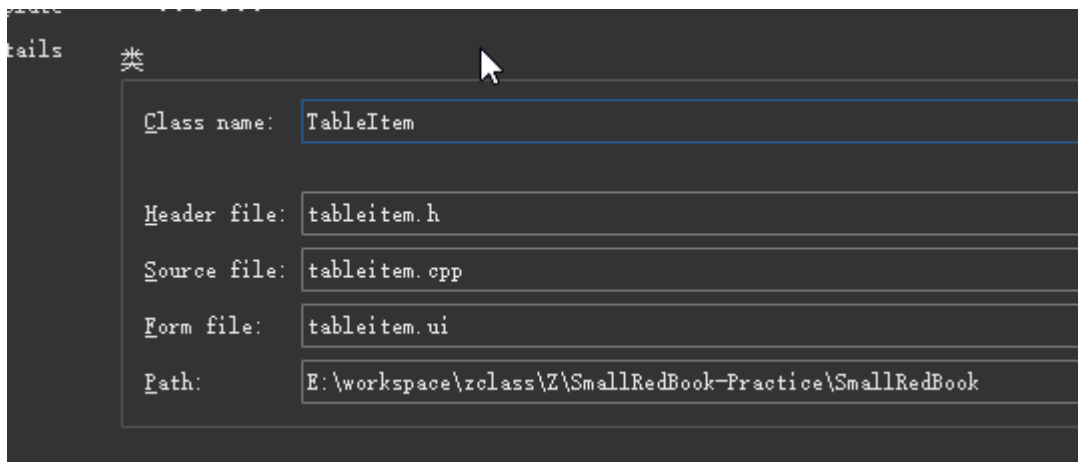 tails
类
Class name: TableItem
Header file: tableitem.h
Source file: tableitem.cpp
Form file: tableitem.ui
Path: E:\workspace\zclass\Z\SmallRedBook-Practice\SmallRedBook